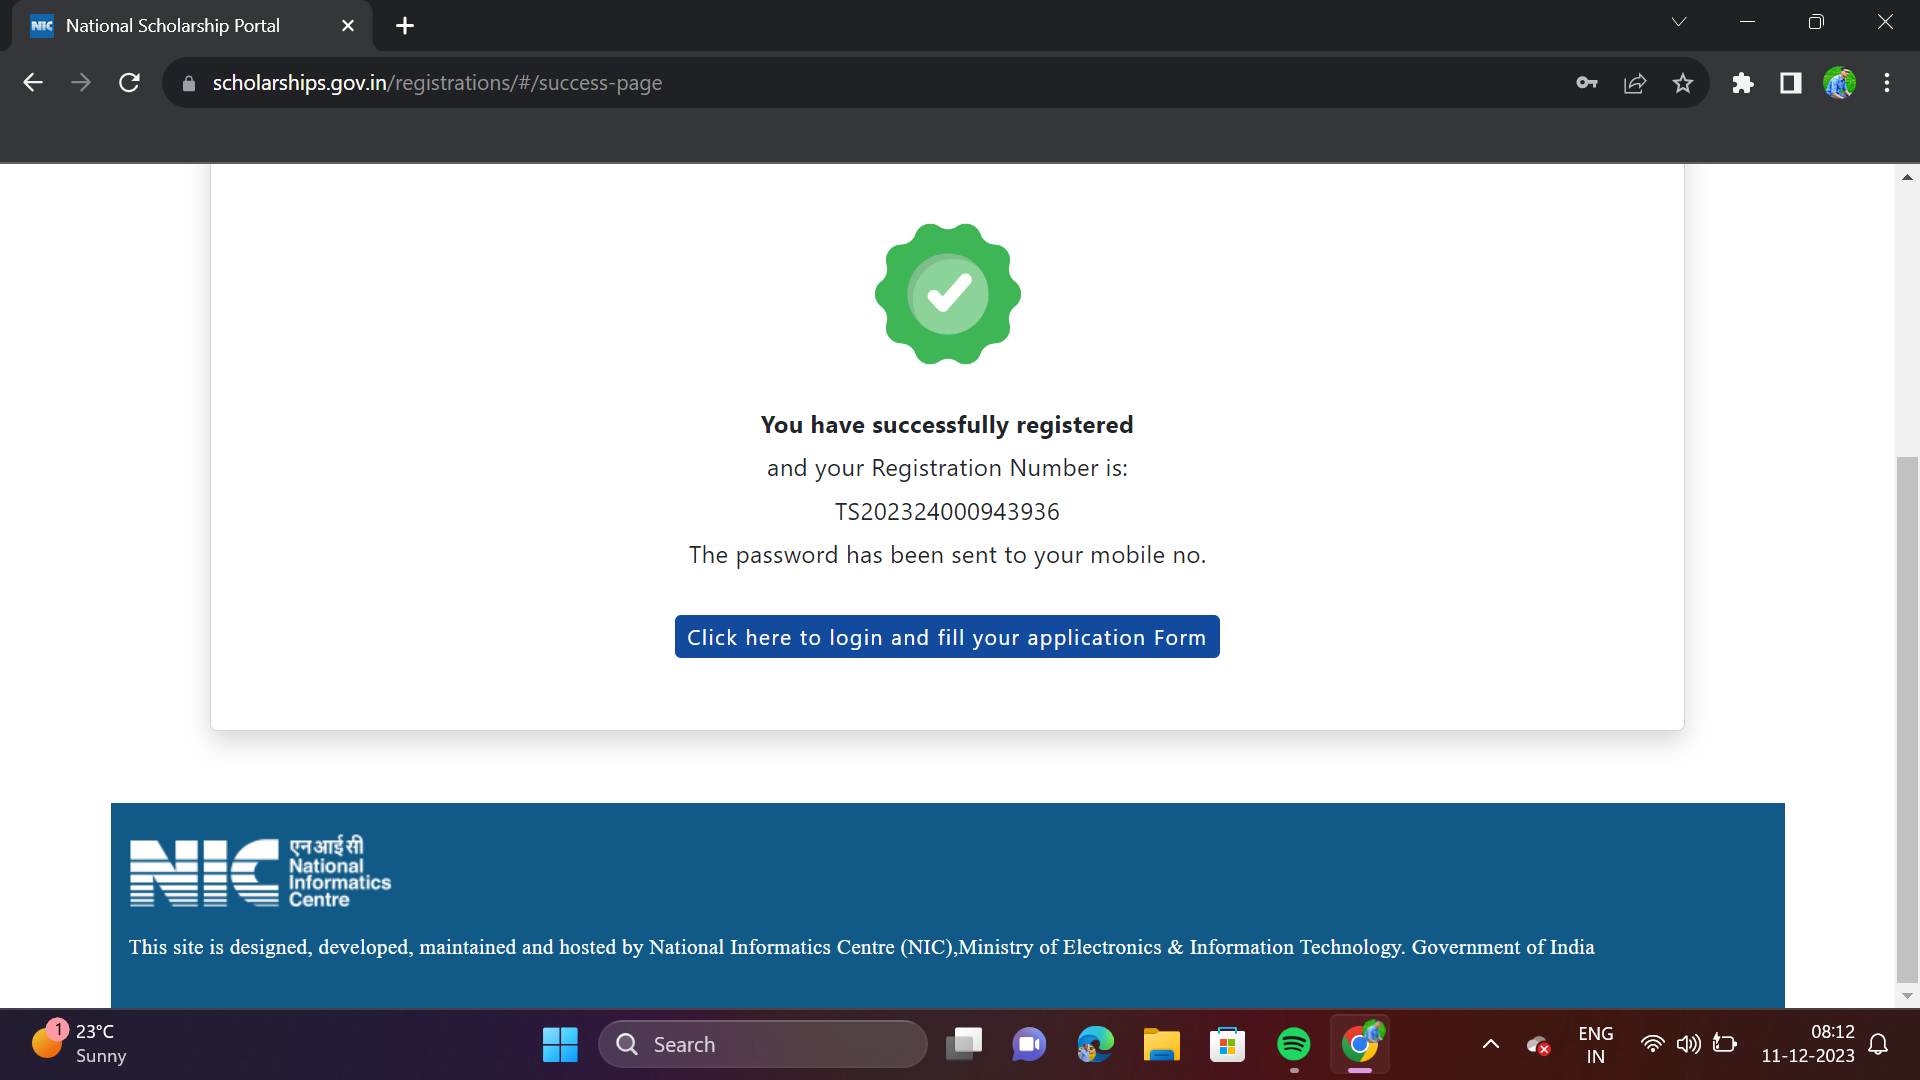 NIC National Scholarship Portal
scholarships.gov.in/registrations/#/success-page
You have successfully registered
and your Registration Number is:
TS202324000943936
The password has been sent to your mobile no.
Click here to login and fill your application Form
NIC
एन आई सी
National
Informatics
Centre
This site is designed, developed, maintained and hosted by National Informatics Centre (NIC),Ministry of Electronics & Information Technology. Government of India
1
23°C
Sunny
Search
ENG
IN
08:12
11-12-2023